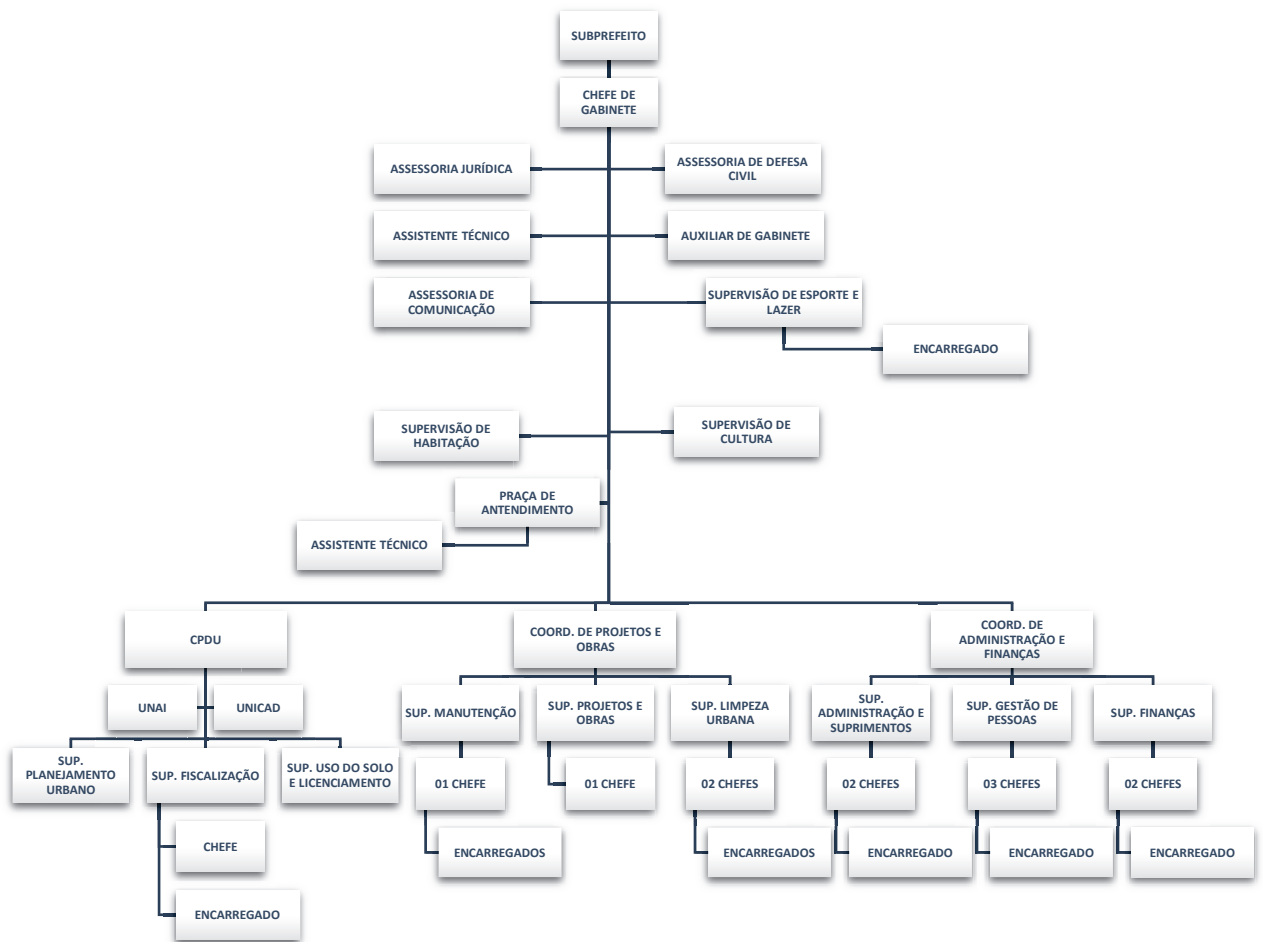 SUBPREFEITO
CHEFE DE
GABINETE
ASSESSORIA JURÍDICA
ASSESSORIA DE DEFESA
CIVIL
ASSISTENTE TÉCNICO
AUXILIAR DE GABINETE
ASSESSORIA DE
COMUNICAÇÃO
SUPERVISÃO DE ESPORTE E
LAZER
ENCARREGADO
SUPERVISÃO DE
HABITAÇÃO
SUPERVISÃO DE
CULTURA
PRAÇA DE
ANTENDIMENTO
ASSISTENTE TÉCNICO
CPDU
COORD. DE PROJETOS E
OBRAS
COORD. DE
ADMINISTRAÇÃO E
FINANÇAS
UNAI
UNICAD
SUP. MANUTENÇÃO
SUP. PROJETOS E
OBRAS
SUP. LIMPEZA
URBANA
SUP.
ADMINISTRAÇÃO E
SUPRIMENTOS
SUP. GESTÃO DE
PESSOAS
SUP. FINANÇAS
SUP.
PLANEJAMENTO
URBANO
SUP. FISCALIZAÇÃO
SUP. USO DO SOLO
E LICENCIAMENTO
01 CHEFE
01 CHEFE
02 CHEFES
02 CHEFES
03 CHEFES
02 CHEFES
CHEFE
ENCARREGADOS
ENCARREGADOS
ENCARREGADO
ENCARREGADO
ENCARREGADO
ENCARREGADO